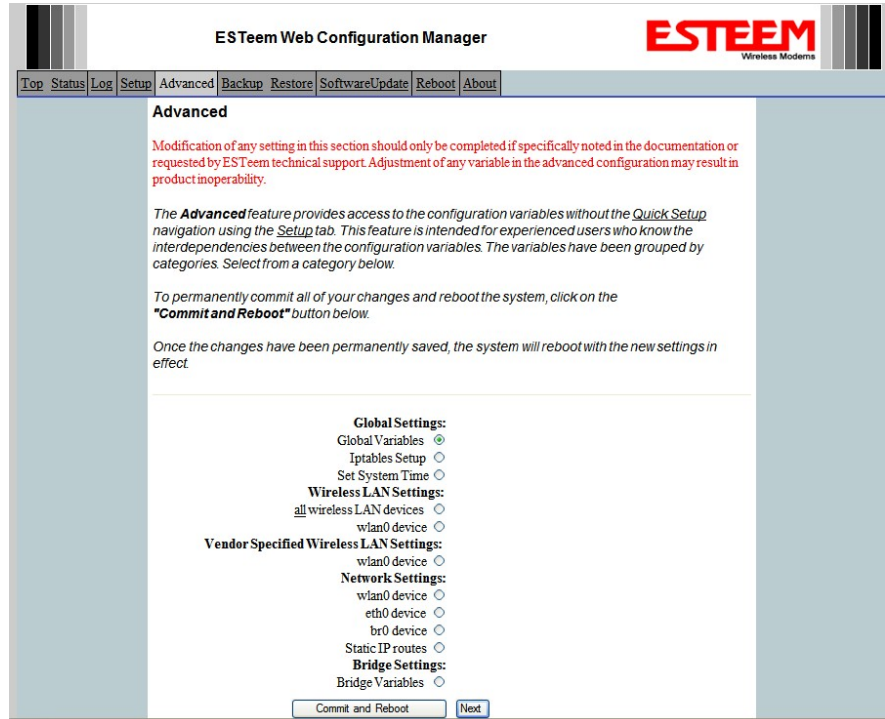 ESTeem Web Configuration Manager
ESTEEM
Wireless Modems
Top Status Log Setup Advanced Backup Restore SoftwareUpdate Reboot About
Advanced
Modification of any setting in this section should only be completed if specifically noted in the documentation or
requested by ESTeem technical support. Adjustment of any variable in the advanced configuration may result in
product inoperability.
The Advanced feature provides access to the configuration variables without the Quick Setup
navigation using the Setup tab. This feature is intended for experienced users who know the
interdependencies between the configuration variables. The variables have been grouped by
categories. Select from a category below.
To permanently commit all of your changes and reboot the system, click on the
"Commit and Reboot" button below.
Once the changes have been permanently saved, the system will reboot with the new settings in
effect.
Global Settings:
Global Variables
Iptables Setup
Set System Time
Wireless LAN Settings:
all wireless LAN devices
wlan0 device
Vendor Specified Wireless LAN Settings:
wlan0 device
Network Settings:
wlan0 device
eth0 device
br0 device
Static IP routes
Bridge Settings:
Bridge Variables
Commit and Reboot Next